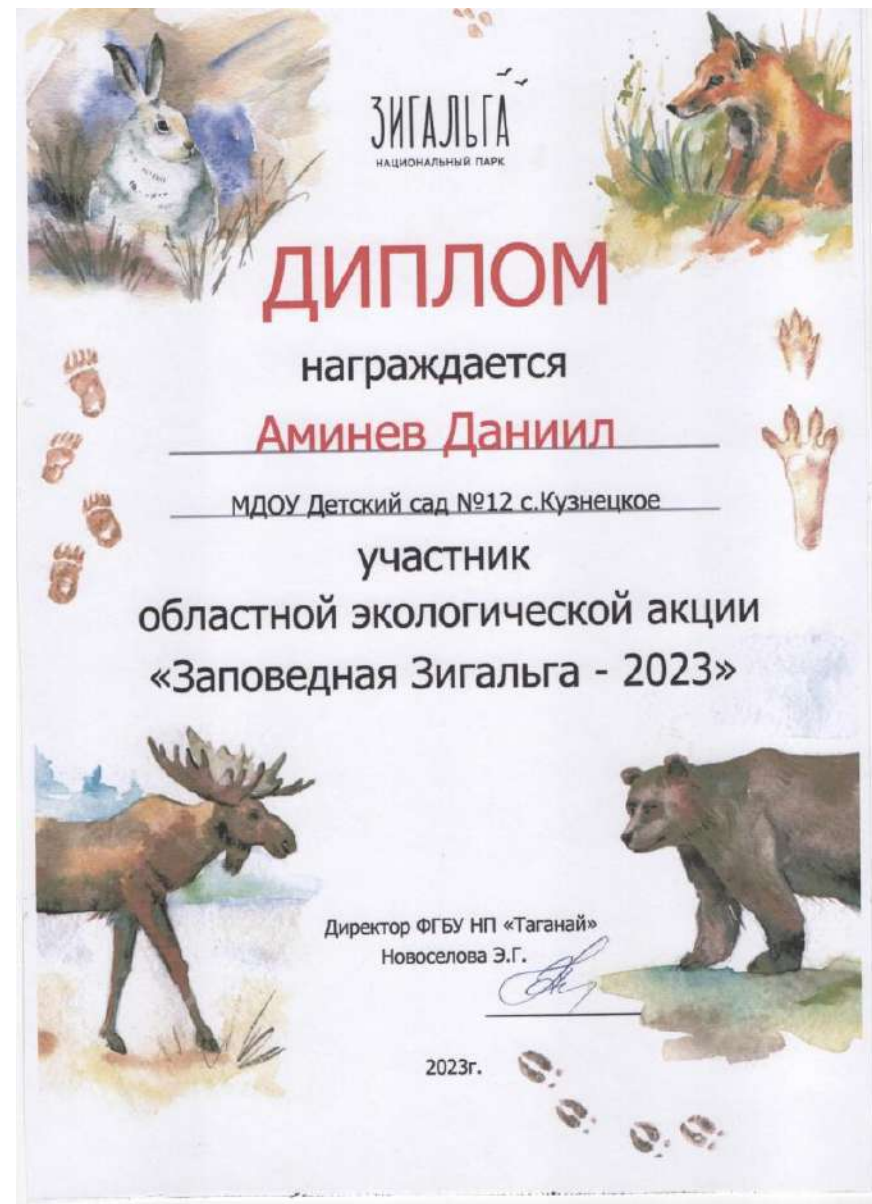 ЗИГАЛЬГА
НАЦИОНАЛЬНЫЙ ПАРК
ДИПЛОМ
награждается
Аминев Даниил
МДОУ Детский сад №12 с.Кузнецкое
участник
областной экологической акции
«Заповедная Зигальга - 2023»
Директор ФГБУ НП «Таганай»
Новоселова Э.Г.
2023г.